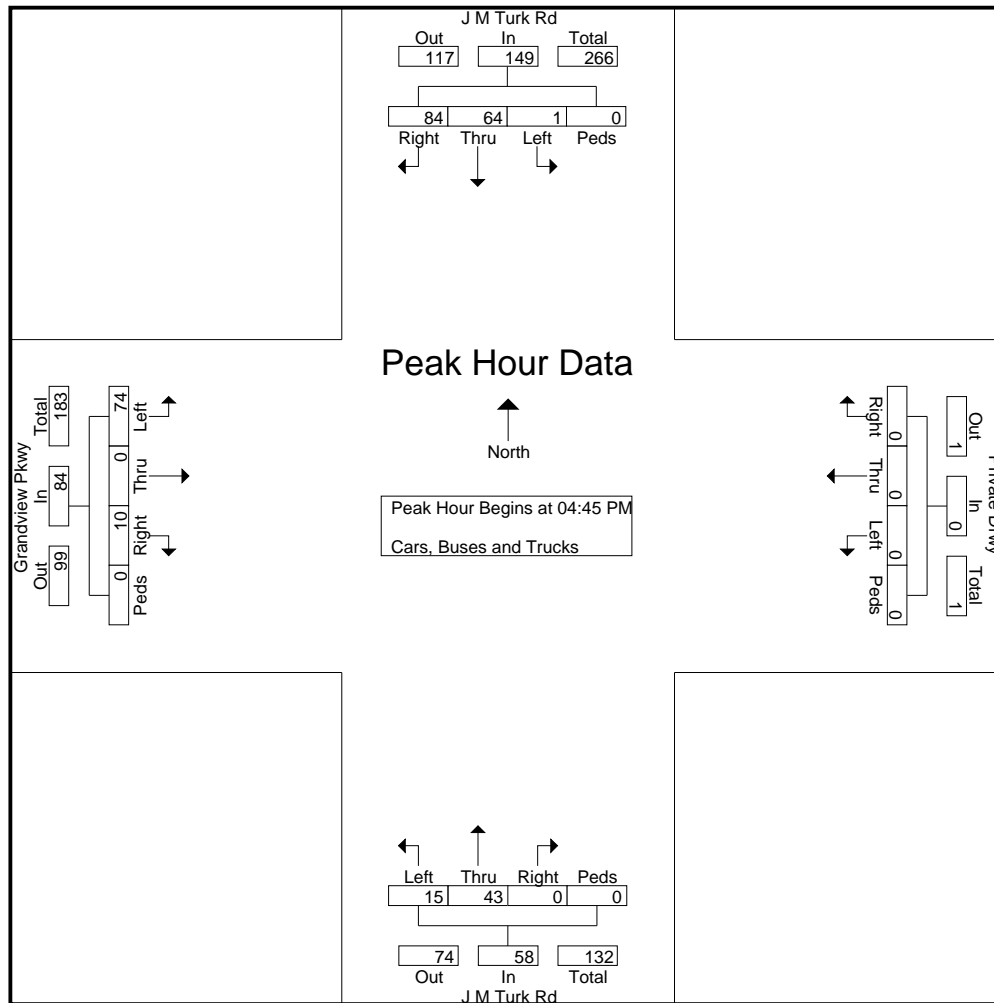 J M Turk Rd
Out In Total
117 149 266
84 64 1 0
Right Thru Left Peds
Peak Hour Data
North
Peak Hour Begins at 04:45 PM
Cars, Buses and Trucks
Grandview Pkwy
Out In Total
99 84 183
74 0 10 0
Left Thru Right Peds
Private Drwy
Out In Total
1 0 1
0 0 0 0
Right Thru Left Peds
Left Thru Right Peds
15 43 0 0
74 58 132
Out In Total
J M Turk Rd